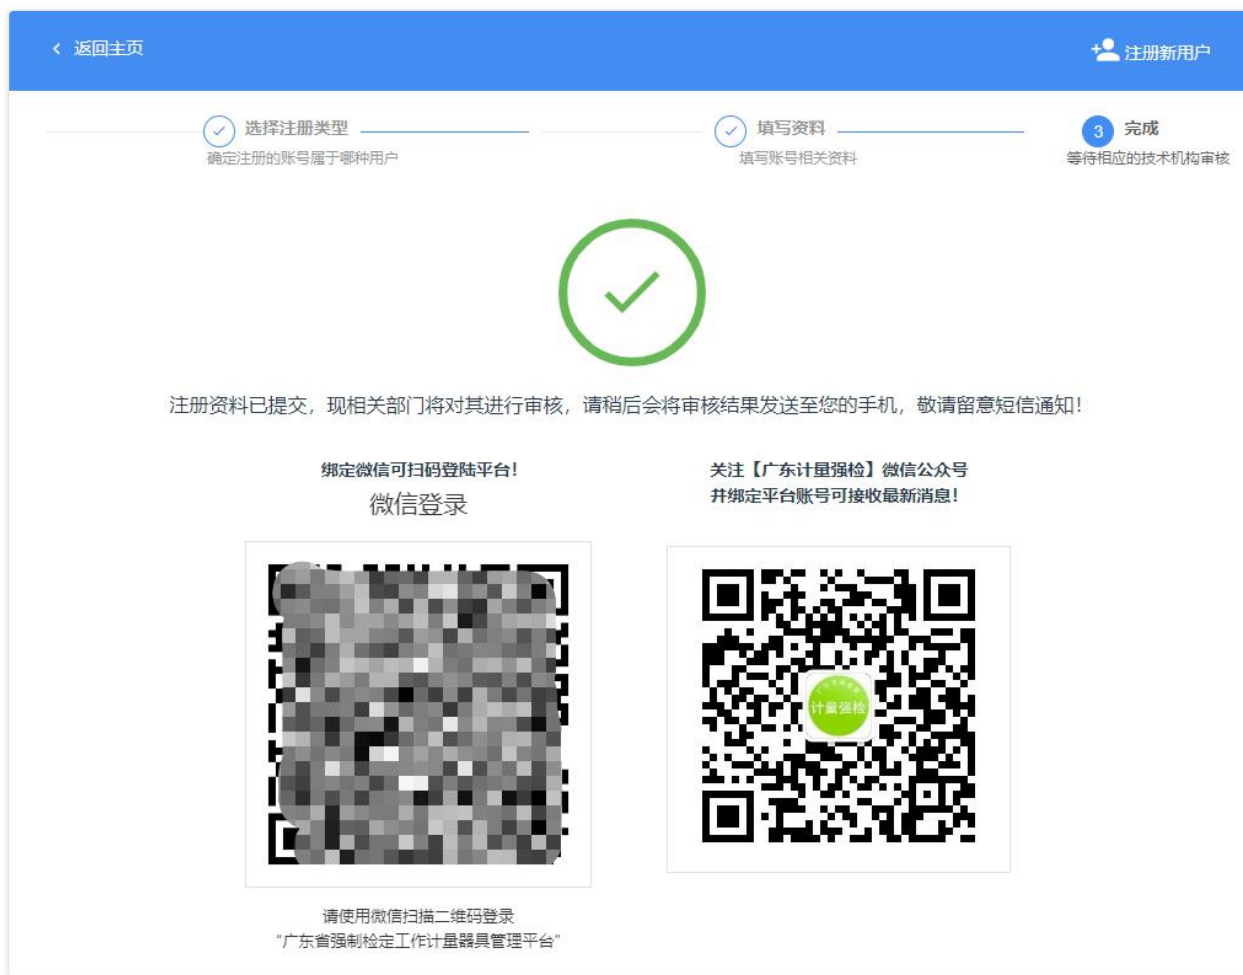 返回主页
注册新用户
选择注册类型
确定注册的账号属于哪种用户
填写资料
填写账号相关资料
3 完成
等待相应的技术机构审核
注册资料已提交，现相关部门将对其进行审核，请稍后会将审核结果发送至您的手机，敬请留意短信通知！
绑定微信可扫码登陆平台！
微信登录
关注【广东计量强检】微信公众号
并绑定平台账号可接收最新消息！
计量强检
请使用微信扫描二维码登录
“广东省强制检定工作计量器具管理平台”